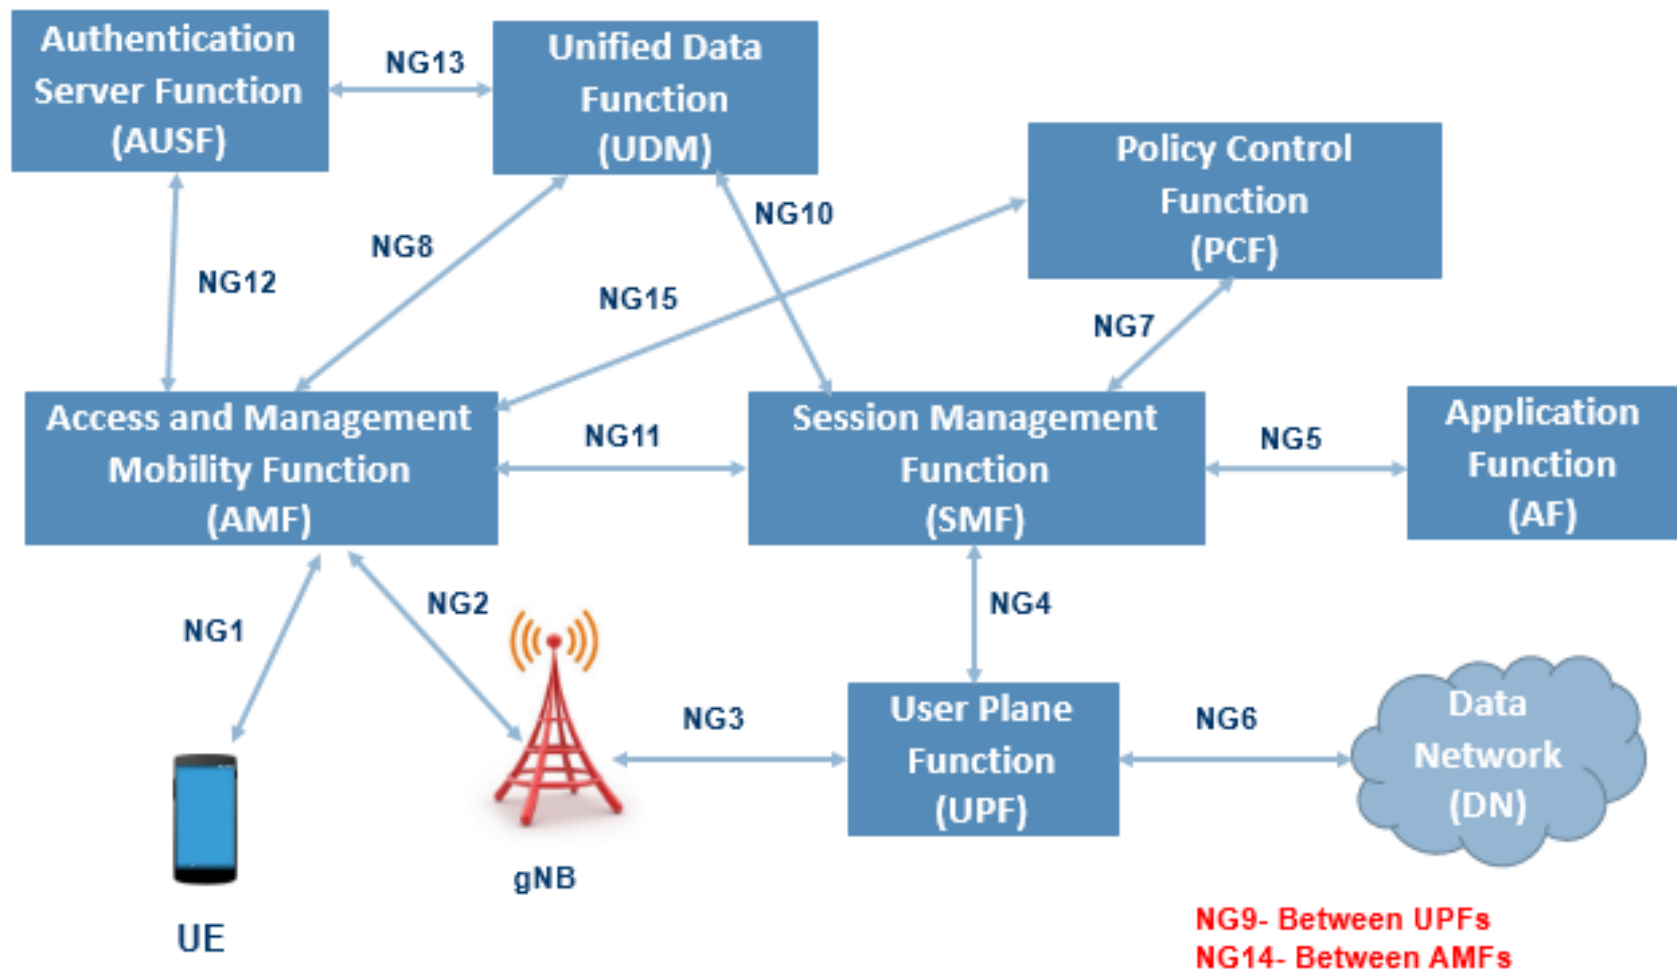 Authentication
Server Function
(AUSF)
NG13
Unified Data
Function
(UDM)
Policy Control
Function
(PCF)
NG10
NG8
NG12
NG15
NG7
Access and Management
Mobility Function
(AMF)
NG11
Session Management
Function
(SMF)
NG5
Application
Function
(AF)
NG1
NG2
NG4
NG3
User Plane
Function
(UPF)
NG6
Data
Network
(DN)
gNB
UE
NG9- Between UPFs
NG14- Between AMFs